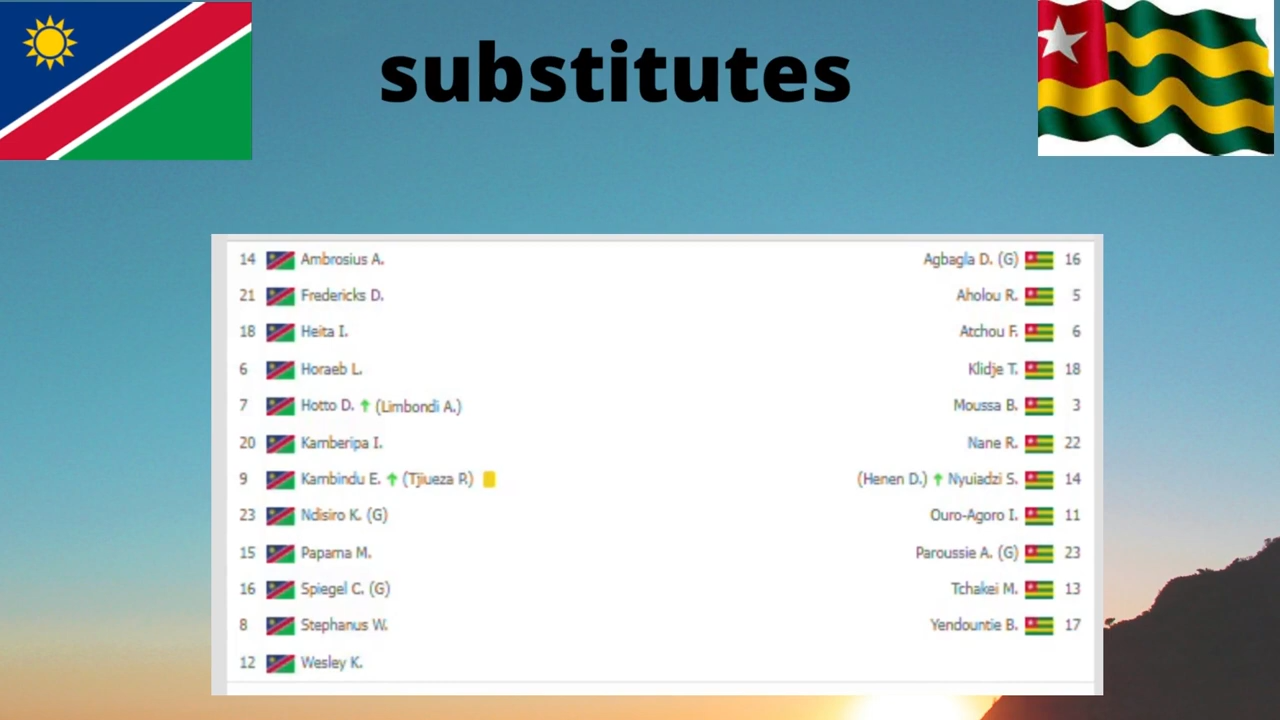 substitutes
14 Ambrosius A. Agbagla D. (G) 16
21 Fredericks D. Aholou R. 5
18 Heita I. Atchou F. 6
6 Horaeb L. Klidje T. 18
7 Hotto D. ↑ (Limbondi A.) Moussa B. 3
20 Kamberipa I. Nane R. 22
9 Kambindu E. ↑ (Tjiueza P.) (Henen D.) ↑ Nyuiadzi S. 14
23 Ndisiro K. (G) Ouro-Agoro I. 11
15 Papama M. Paroussie A. (G) 23
16 Spiegel C. (G) Tchakei M. 13
8 Stephanus W. Yendountie B. 17
12 Wesley K.